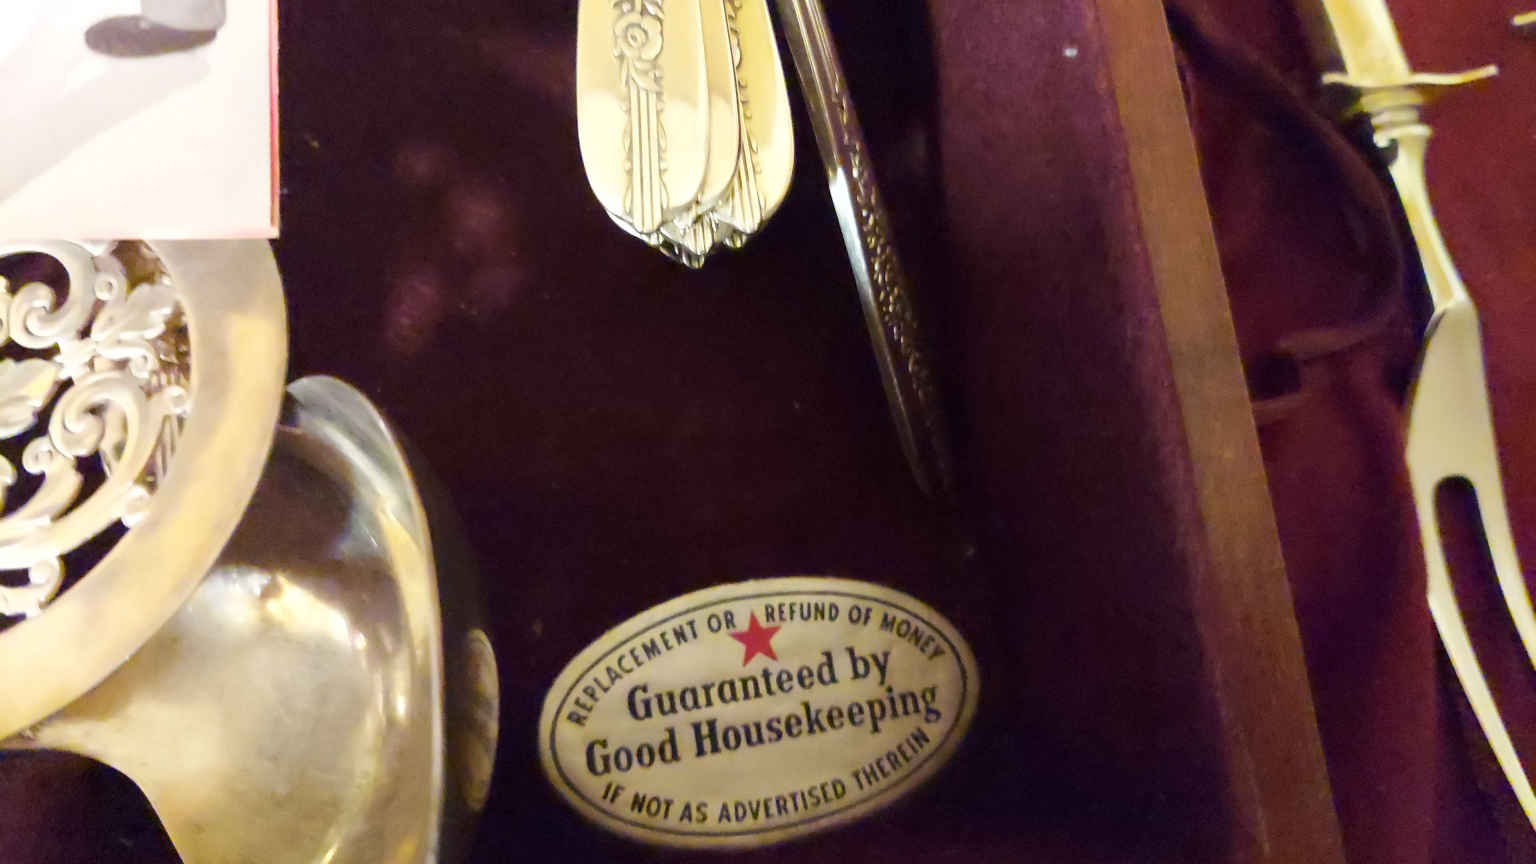 REPLACEMENT OR REFUND OF MONEY
Guaranteed by
Good Housekeeping
IF NOT AS ADVERTISED THEREIN